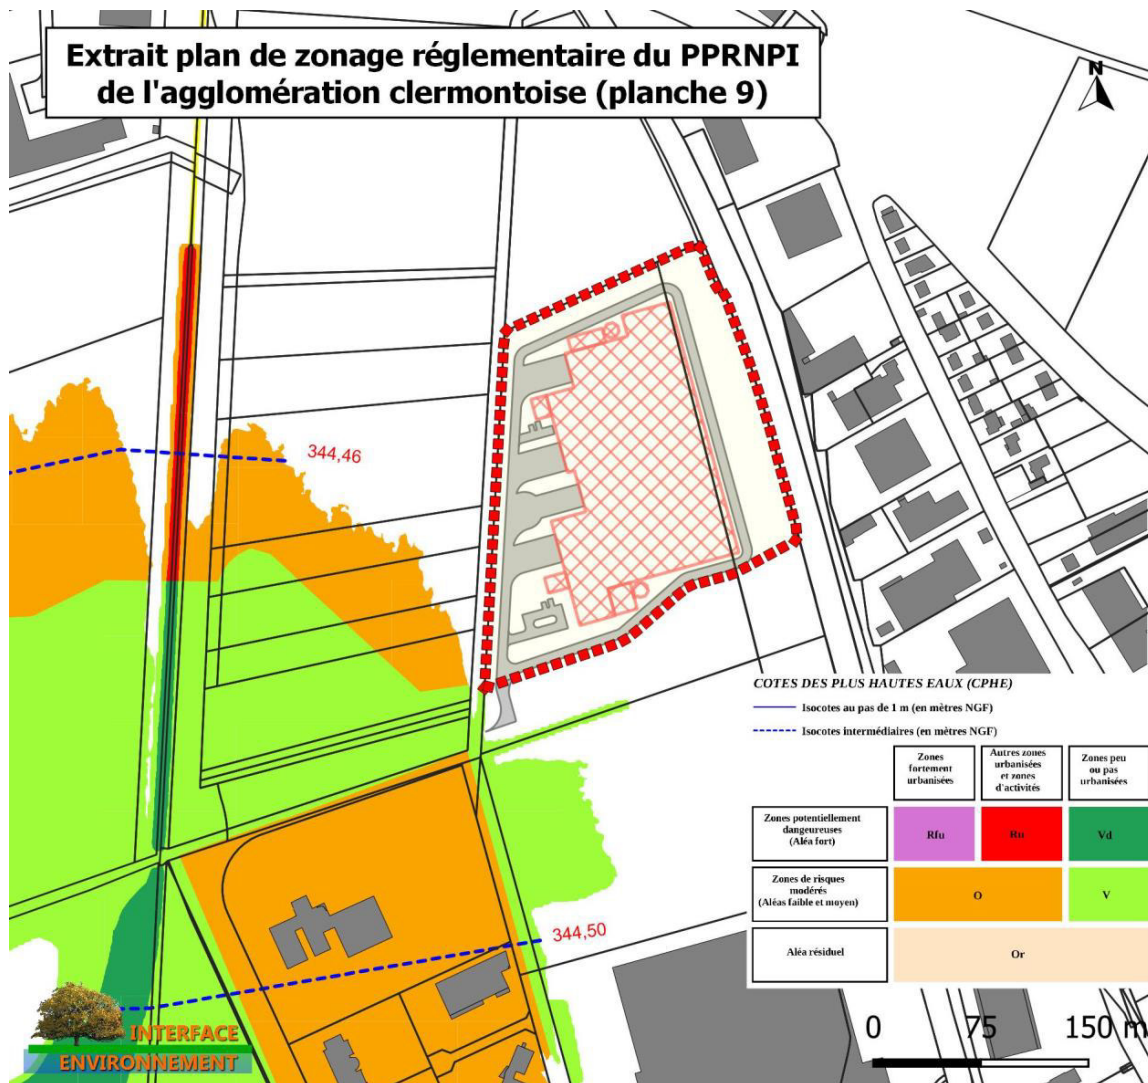 Extrait plan de zonage réglementaire du PPRNPI
de l'agglomération clermontoise (planche 9)
N
344,46
COTES DES PLUS HAUTES EAUX (CPHE)
Isocotes au pas de 1 m (en mètres NGF)
Isocotes intermédiaires (en mètres NGF)
Zones
fortement
urbanisées
Autres zones
urbanisées
et zones
d'activités
Zones peu
ou pas
urbanisées
Zones potentiellement
dangeureuses
(Aléa fort)
Rfu
Ru
Vd
Zones de risques
modérés
(Aléas faible et moyen)
O
V
Aléa résiduel
Or
344,50
INTERFACE
ENVIRONNEMENT
0 75 150 m